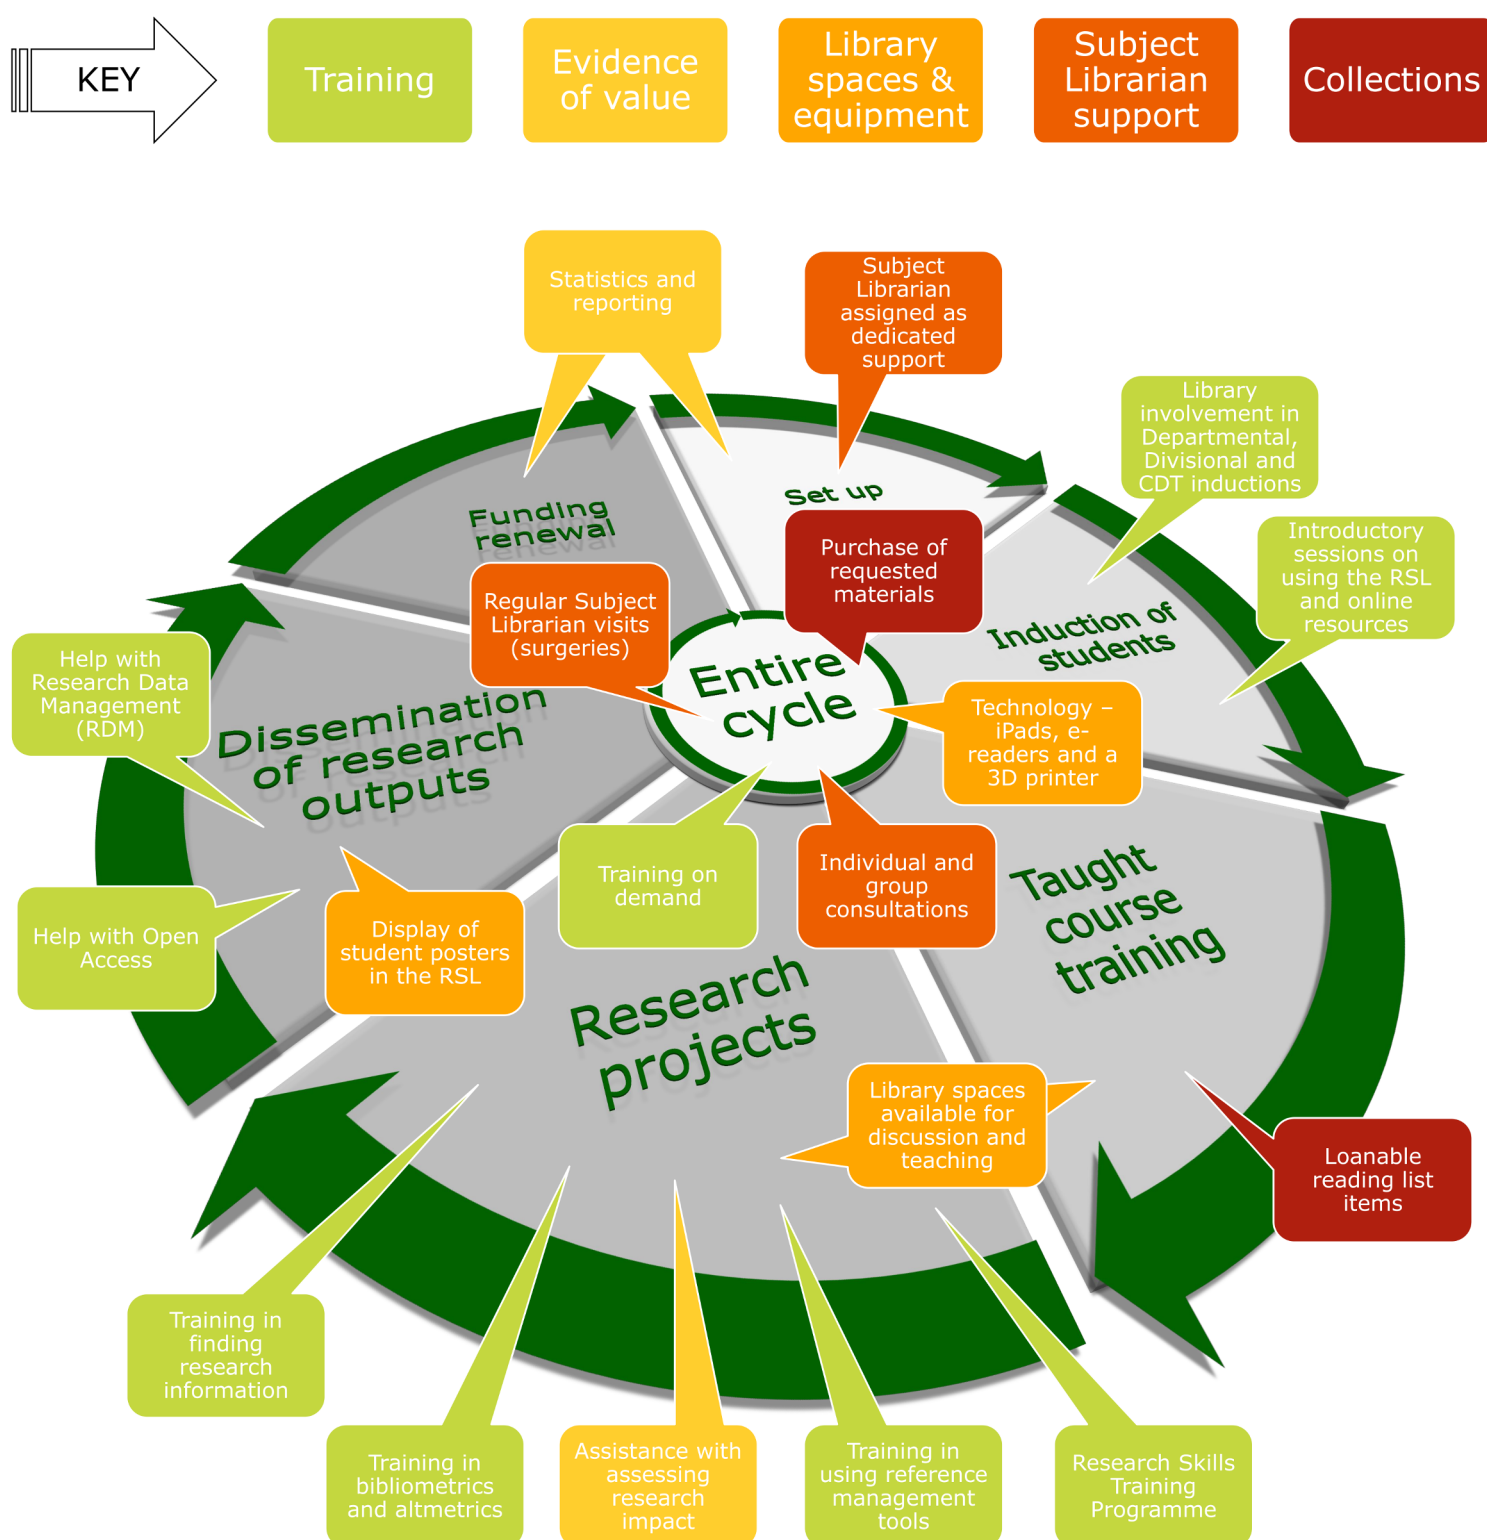 KEY
Training
Evidence
of value
Library
spaces &
equipment
Subject
Librarian
support
Collections
Statistics and
reporting
Subject
Librarian
assigned as
dedicated
support
Library
involvement in
Departmental,
Divisional and
CDT inductions
Introductory
sessions on
using the RSL
and online
resources
Funding
renewal
Set up
Purchase of
requested
materials
Regular Subject
Librarian visits
(surgeries)
Induction of
students
Entire
cycle
Help with
Research Data
Management
(RDM)
Dissemination
of research
outputs
Technology –
iPads, e-
readers and a
3D printer
Training on
demand
Individual and
group
consultations
Taught
course
training
Help with Open
Access
Display of
student posters
in the RSL
Research
projects
Library spaces
available for
discussion and
teaching
Loanable
reading list
items
Training in
finding
research
information
Training in
bibliometrics
and altmetrics
Assistance with
assessing
research
impact
Training in
using reference
management
tools
Research Skills
Training
Programme